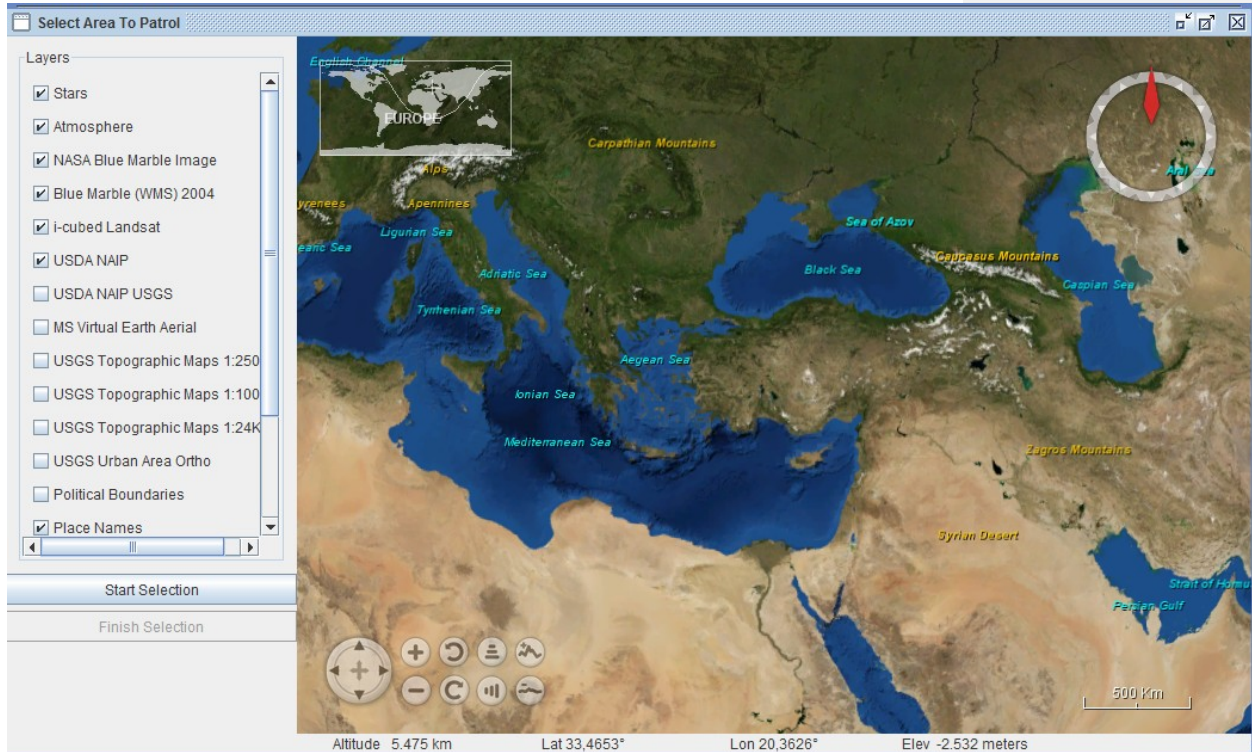 Select Area To Patrol
Layers
Stars
Atmosphere
NASA Blue Marble Image
Blue Marble (WMS) 2004
i-cubed Landsat
USDA NAIP
USDA NAIP USGS
MS Virtual Earth Aerial
USGS Topographic Maps 1:250
USGS Topographic Maps 1:100
USGS Topographic Maps 1:24K
USGS Urban Area Ortho
Political Boundaries
Place Names
Start Selection
Finish Selection
English Channel
EUROPE
Carpathian Mountains
Alps
Aral Sea
yrenees
Apennines
Ligurian Sea
Sea of Azov
earic Sea
Caucasus Mountains
Adriatic Sea
Black Sea
Caspian Sea
Tyrrhenian Sea
Aegean Sea
Ionian Sea
Mediterranean Sea
Zagros Mountains
Syrian Desert
Strait of Hormu
Persian Gulf
500 Km
Altitude 5.475 km Lat 33,4653° Lon 20,3626° Elev -2.532 meters